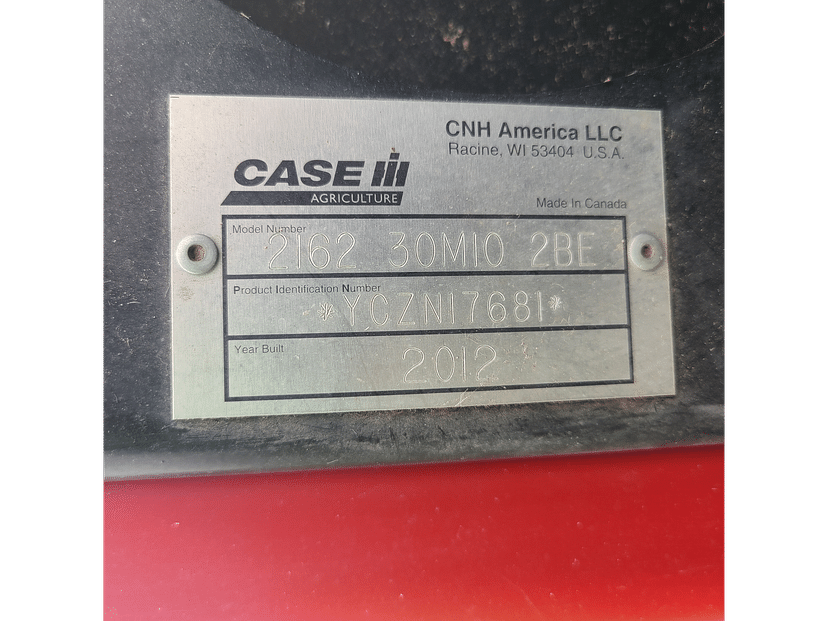 CNH America LLC
Racine, WI 53404 U.S.A.
CASE IH
AGRICULTURE
Made In Canada
Model Number
2162 30M10 2BE
Product Identification Number
*YCZN17681*
Year Built
2012